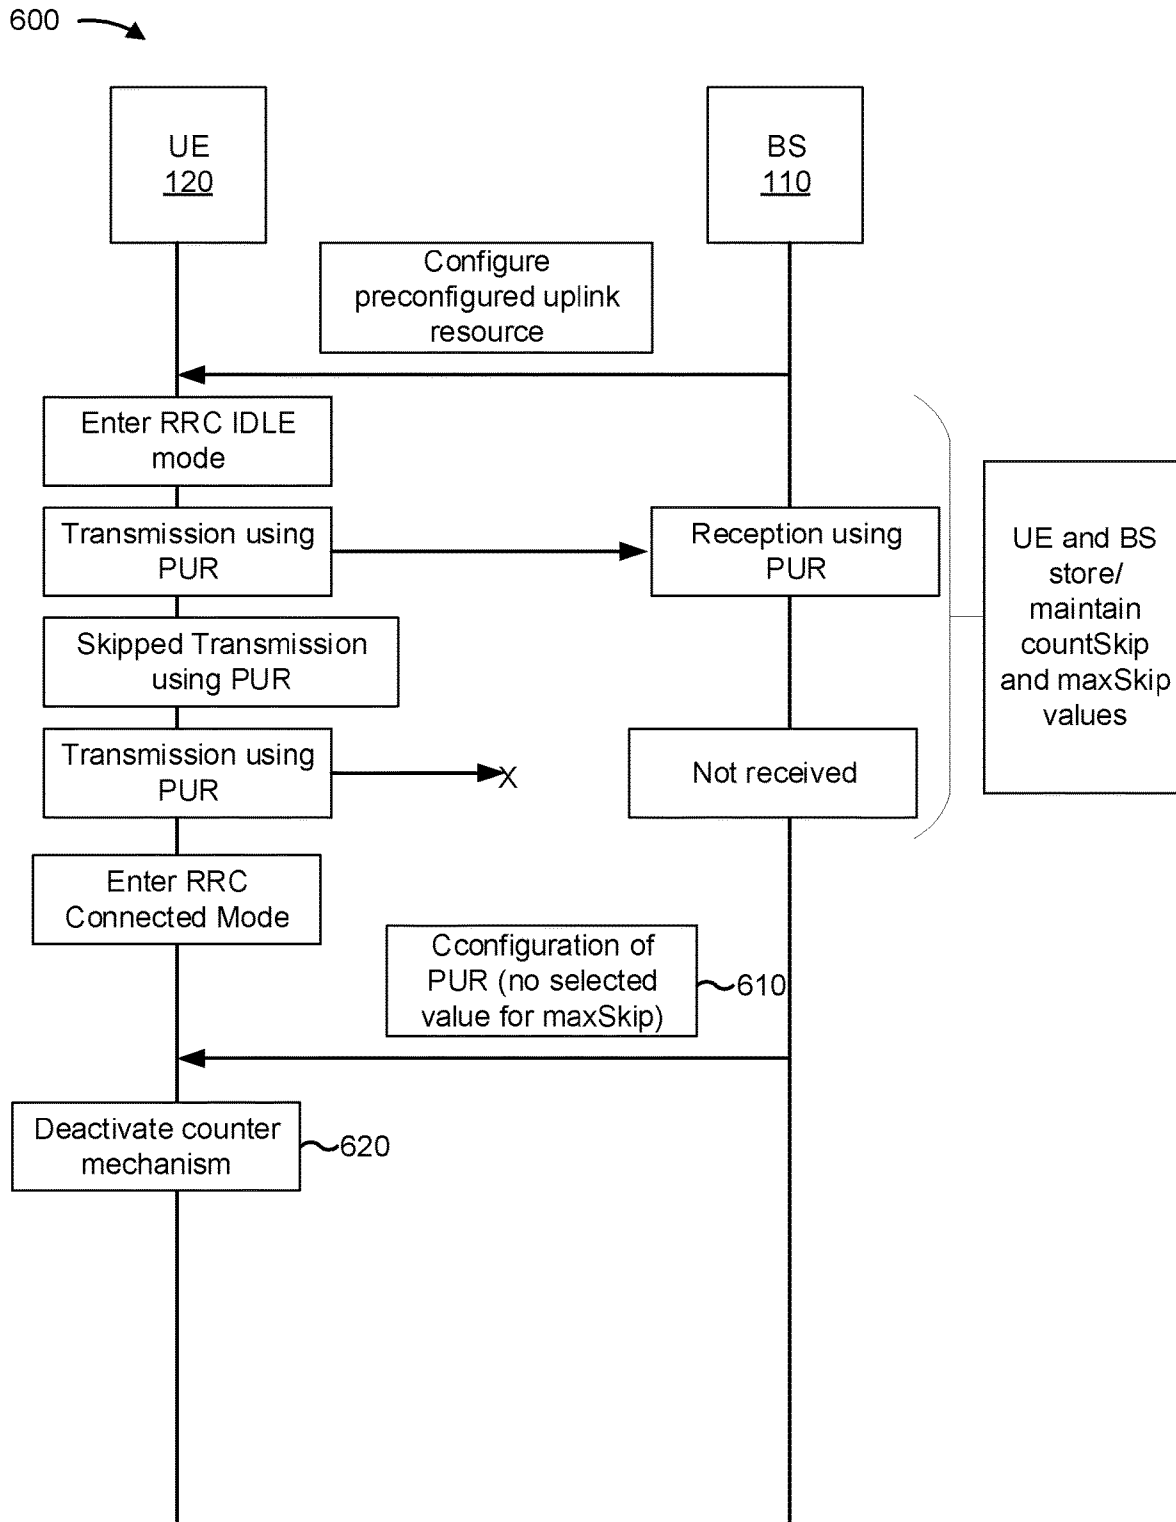 600
UE
120
BS
110
Configure
preconfigured uplink
resource
Enter RRC IDLE
mode
Transmission using
PUR
Reception using
PUR
UE and BS
store/
maintain
countSkip
and maxSkip
values
Skipped Transmission
using PUR
Transmission using
PUR
X
Not received
Enter RRC
Connected Mode
Cconfiguration of
PUR (no selected
value for maxSkip)
610
Deactivate counter
mechanism
620